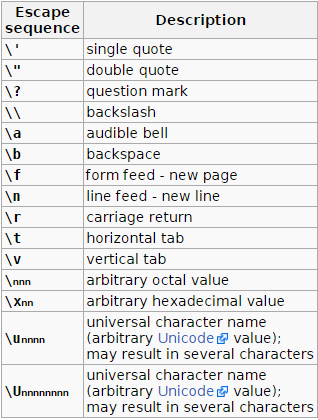 Escape Description
sequence
\' single quote
\" double quote
\? question mark
\\ backslash
\a audible bell
\b backspace
\f form feed - new page
\n line feed - new line
\r carriage return
\t horizontal tab
\v vertical tab
\nnn arbitrary octal value
\xnn arbitrary hexadecimal value
universal character name
\unnnn (arbitrary Unicode value);
may result in several characters
universal character name
\Unnnnnnnn (arbitrary Unicode value);
may result in several characters